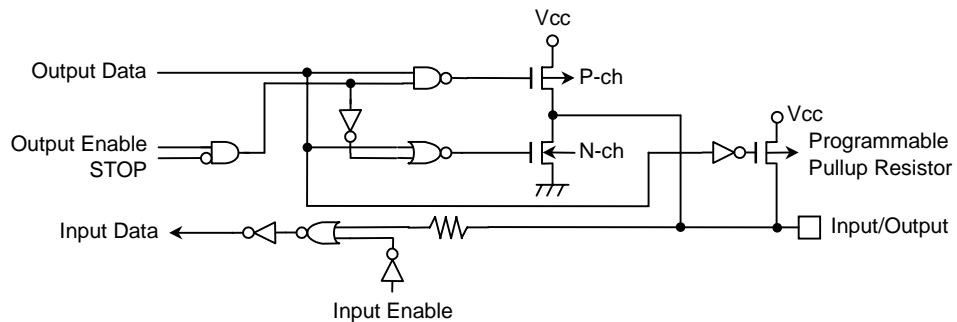 Vcc
Output Data
P-ch
Vcc
Output Enable
STOP
N-ch
Programmable
Pullup Resistor
Input Data
Input/Output
Input Enable